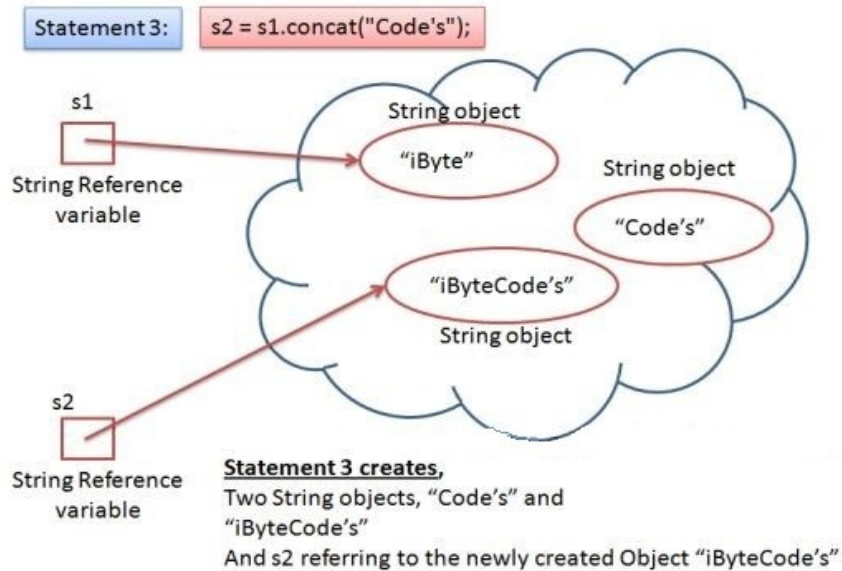 Statement 3:
s2 = s1.concat("Code's");
s1
String Reference
variable
String object
“iByte”
String object
“Code’s”
“iByteCode’s”
String object
s2
String Reference
variable
Statement 3 creates,
Two String objects, “Code’s” and
“iByteCode’s”
And s2 referring to the newly created Object “iByteCode’s”